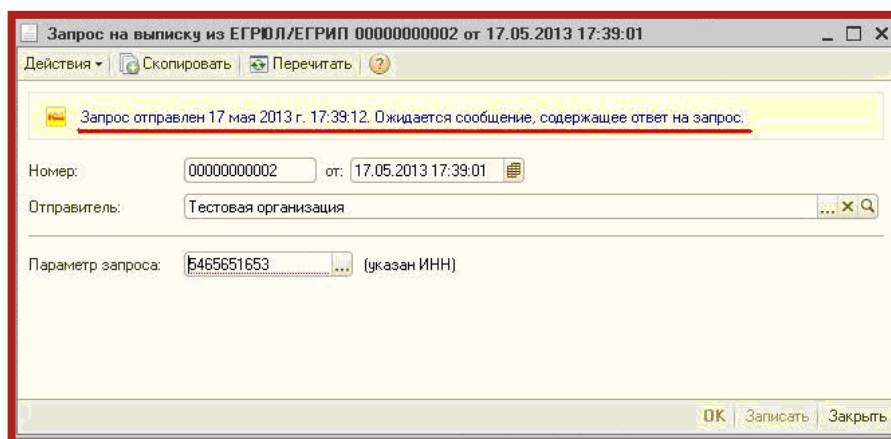 Запрос на выписку из ЕГРЮЛ/ЕГРИП 00000000002 от 17.05.2013 17:39:01
Действия Скопировать Перечитать ?
Запрос отправлен 17 мая 2013 г. 17:39:12. Ожидается сообщение, содержащее ответ на запрос.
Номер: 00000000002 от: 17.05.2013 17:39:01
Отправитель: Тестовая организация ...
Параметр запроса: 5465651653 ... (указан ИНН)
OK Записать Закрыть